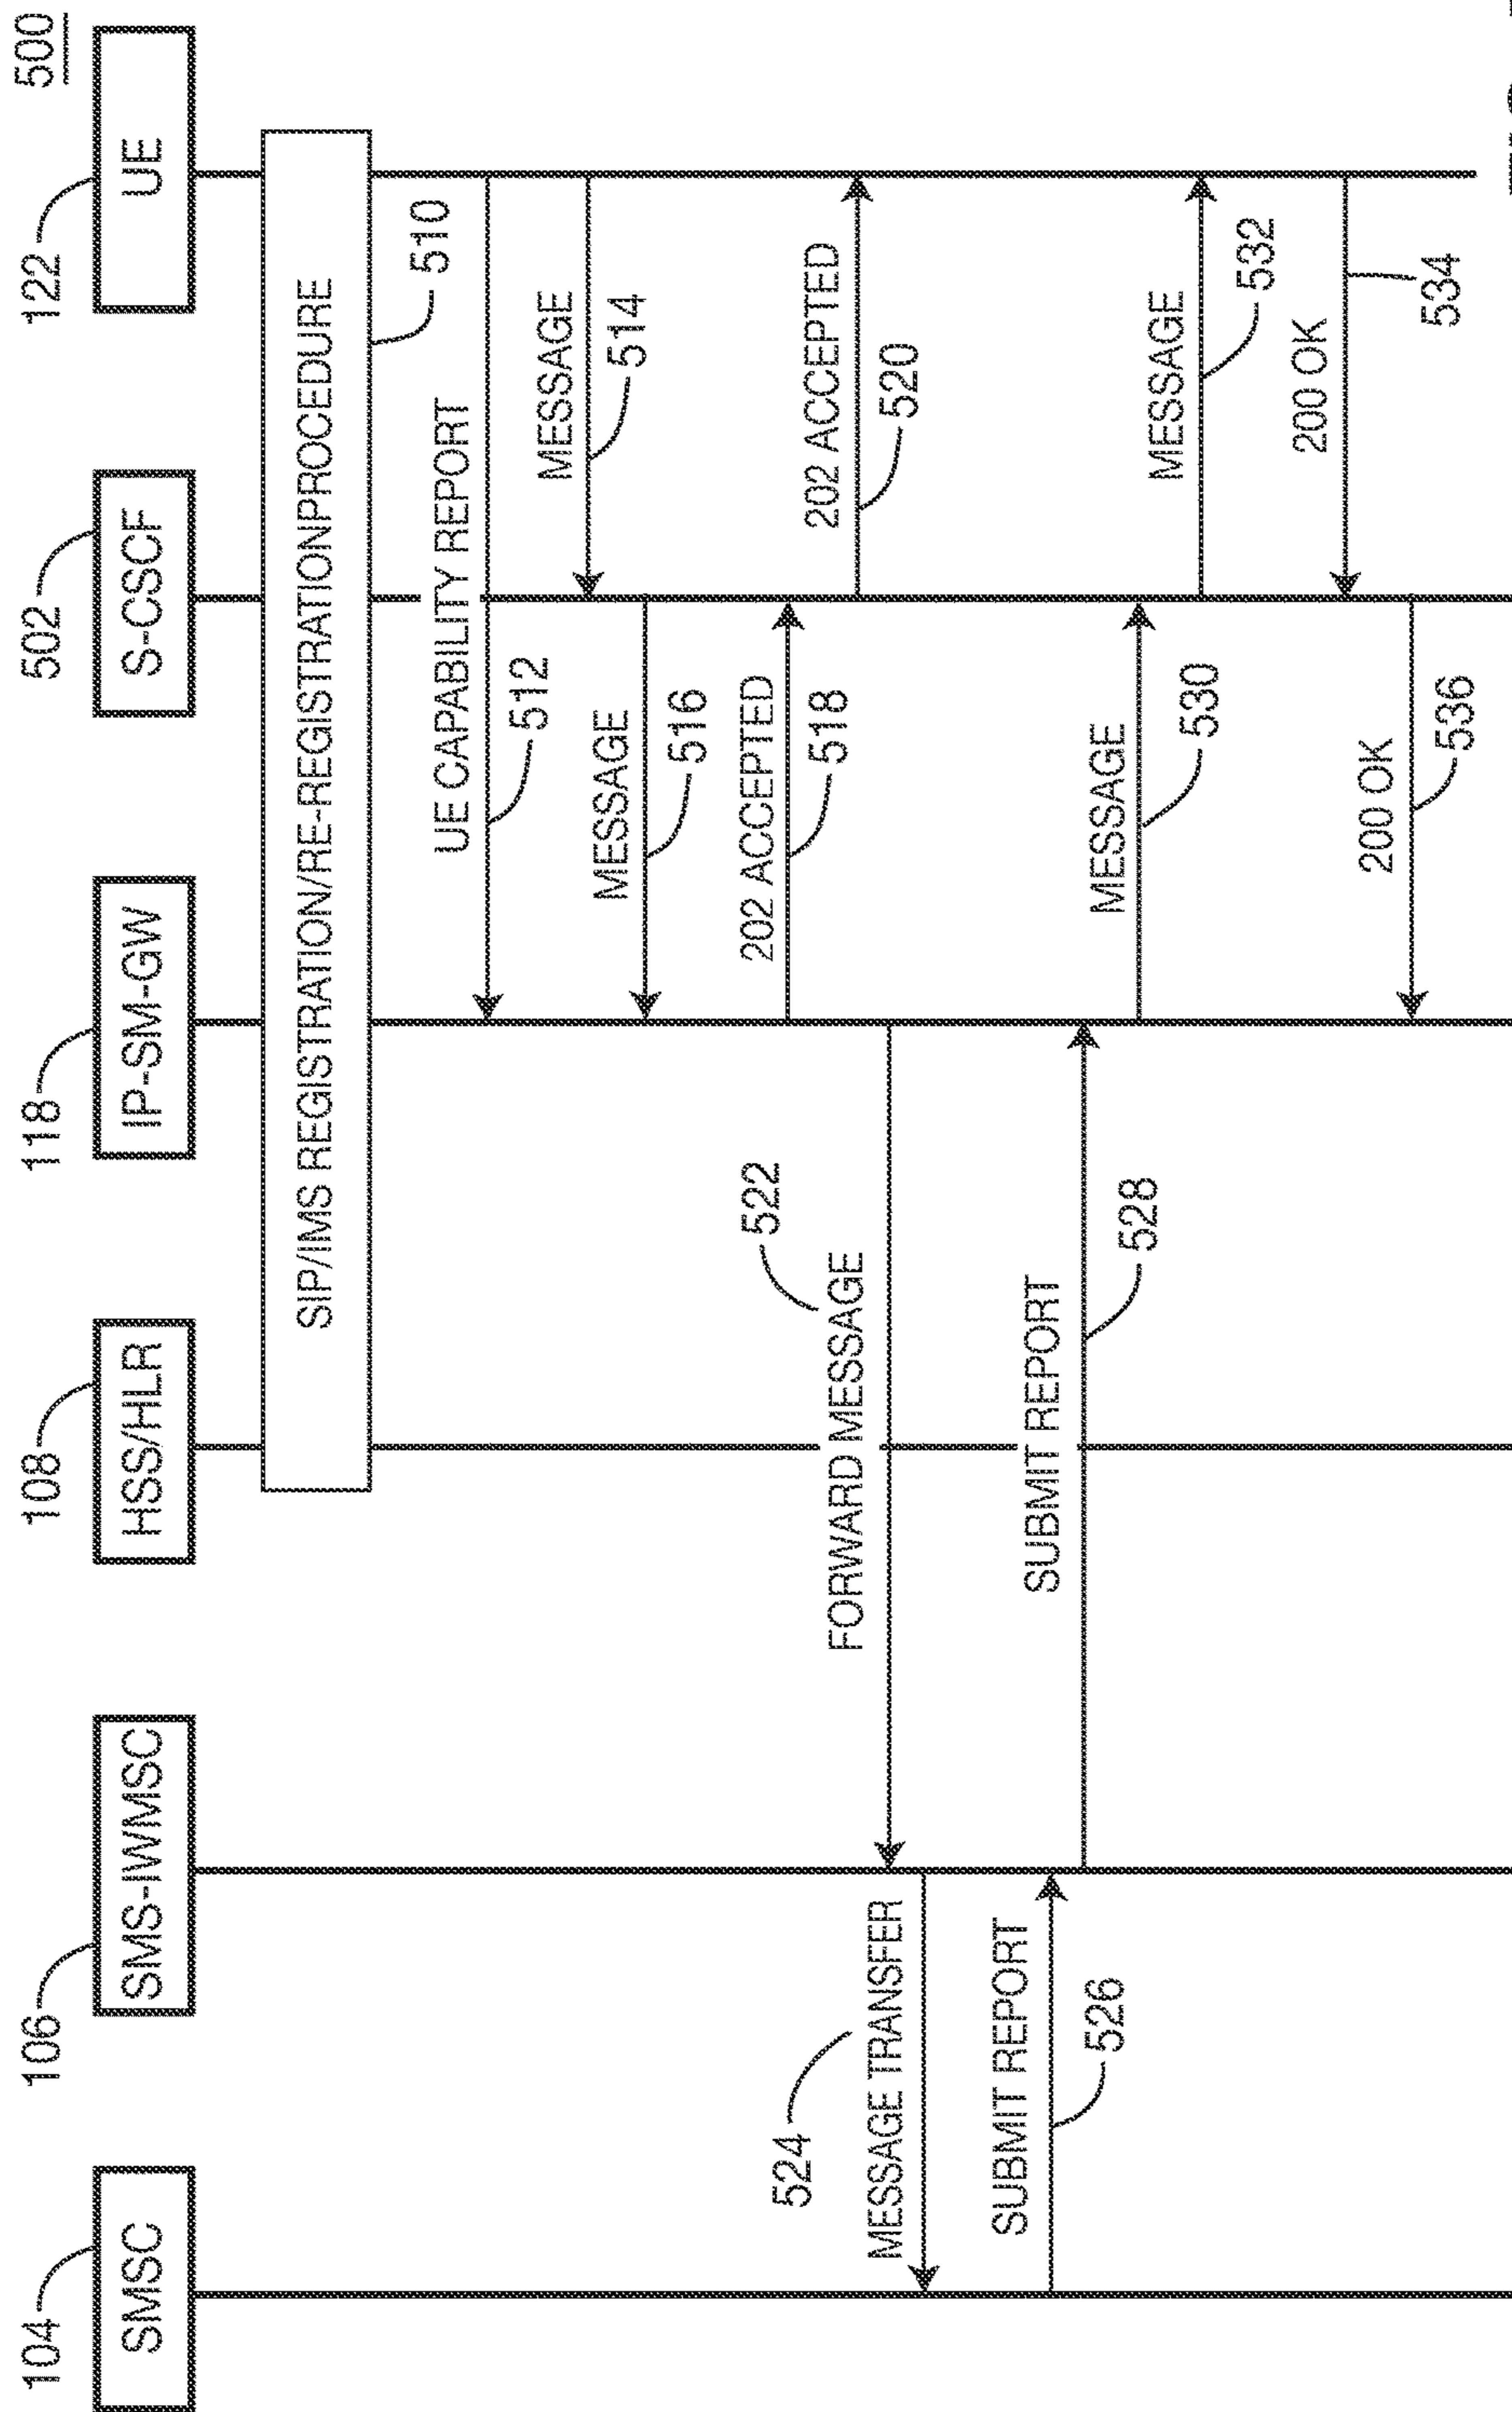 500
104
106
108
118
502
122
SMSC
SMS-IWMSC
HSS/HLR
IP-SM-GW
S-CSCF
UE
SIP/IMS REGISTRATION/RE-REGISTRATIONPROCEDURE
510
UE CAPABILITY REPORT
512
MESSAGE
514
MESSAGE
516
202 ACCEPTED
518
202 ACCEPTED
520
522
FORWARD MESSAGE
524
MESSAGE TRANSFER
SUBMIT REPORT
526
SUBMIT REPORT
528
MESSAGE
530
MESSAGE
532
200 OK
534
200 OK
536